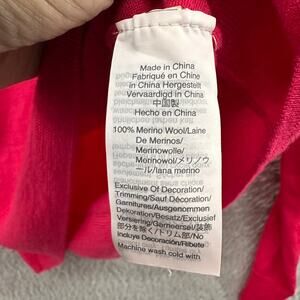 Made in China
Fabriqué en Chine
in China Hergestelt
Vervaardigd in China
中国製
Hecho en China
100% Merino Wool/Laine
De Merinos/
Merinowolle/
Merinowol/メリノウ
ール/lana merino
Exclusive Of Decoration/
Trimming/Sauf Décoration/
Garnitures/Ausgenommen
Dekoration/Besatz/Exclusief
Versiering/Garneersel/装飾
部分を除く/トリム部/No
incluye Decoración/Ribete
Machine wash cold with